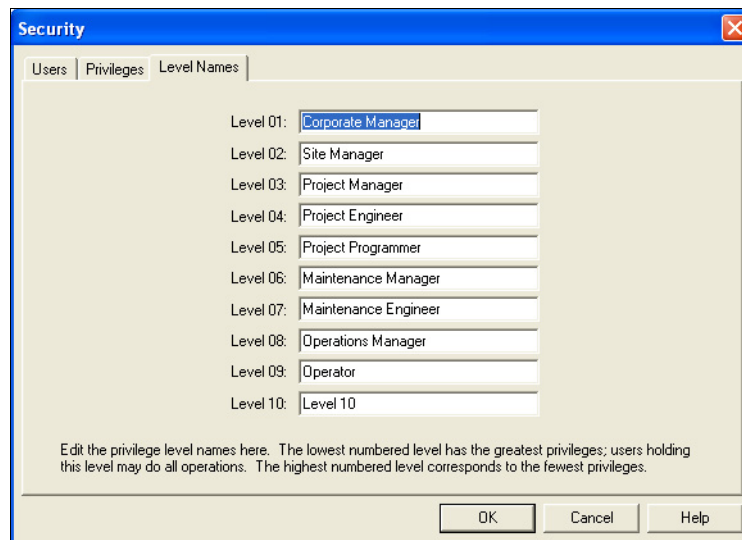 Security
Users Privileges Level Names
Level 01: Corporate Manager
Level 02: Site Manager
Level 03: Project Manager
Level 04: Project Engineer
Level 05: Project Programmer
Level 06: Maintenance Manager
Level 07: Maintenance Engineer
Level 08: Operations Manager
Level 09: Operator
Level 10: Level 10
Edit the privilege level names here. The lowest numbered level has the greatest privileges; users holding
this level may do all operations. The highest numbered level corresponds to the fewest privileges.
OK Cancel Help